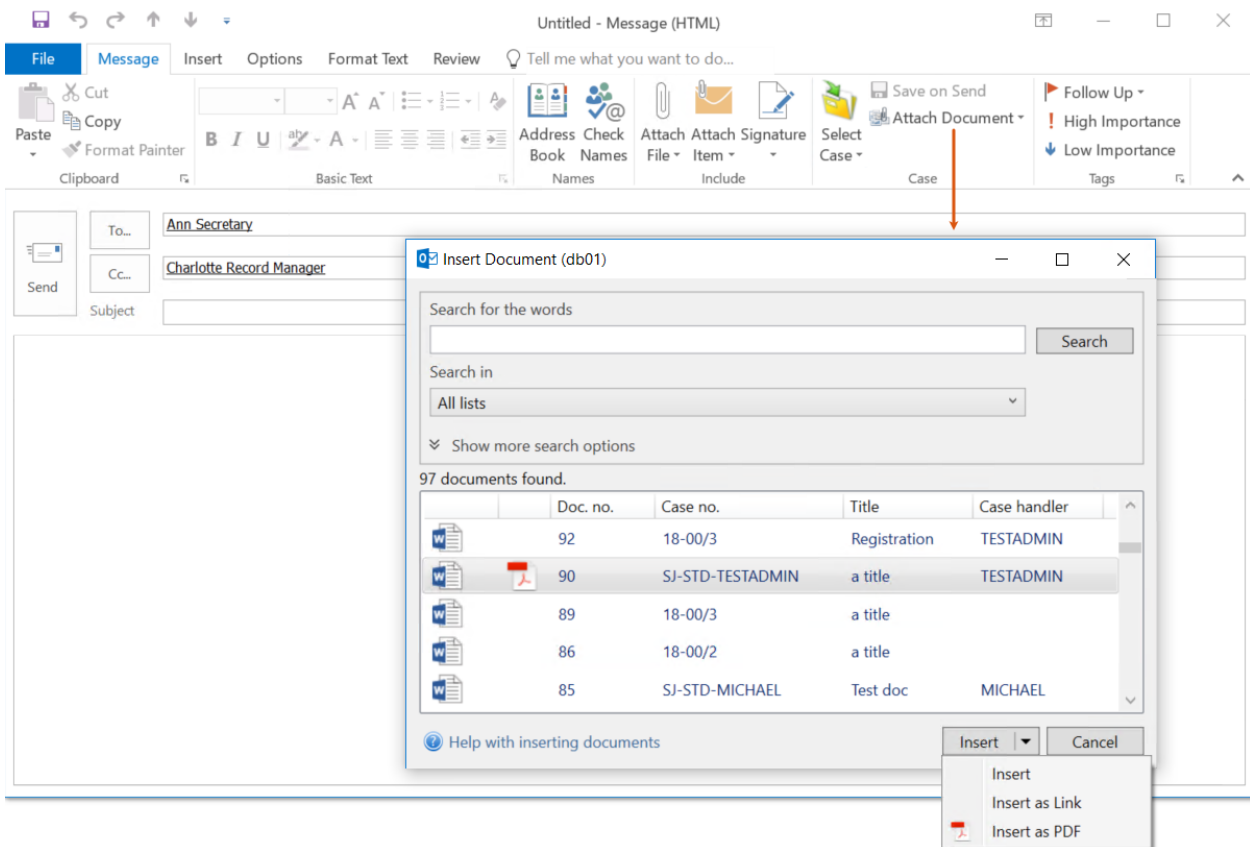 Untitled - Message (HTML)
File Message Insert Options Format Text Review Tell me what you want to do...
Paste
Cut
Copy
Format Painter
Clipboard
B I U A
Basic Text
Address Book
Check Names
Names
Attach File
Attach Item
Signature
Include
Select Case
Save on Send
Attach Document
Case
Follow Up
High Importance
Low Importance
Tags
Send
To... Ann Secretary
Cc... Charlotte Record Manager
Subject
Insert Document (db01)
Search for the words
Search
Search in
All lists
Show more search options
97 documents found.
Doc. no. Case no. Title Case handler
92 18-00/3 Registration TESTADMIN
90 SJ-STD-TESTADMIN a title TESTADMIN
89 18-00/3 a title
86 18-00/2 a title
85 SJ-STD-MICHAEL Test doc MICHAEL
Help with inserting documents
Insert Cancel
Insert
Insert as Link
Insert as PDF